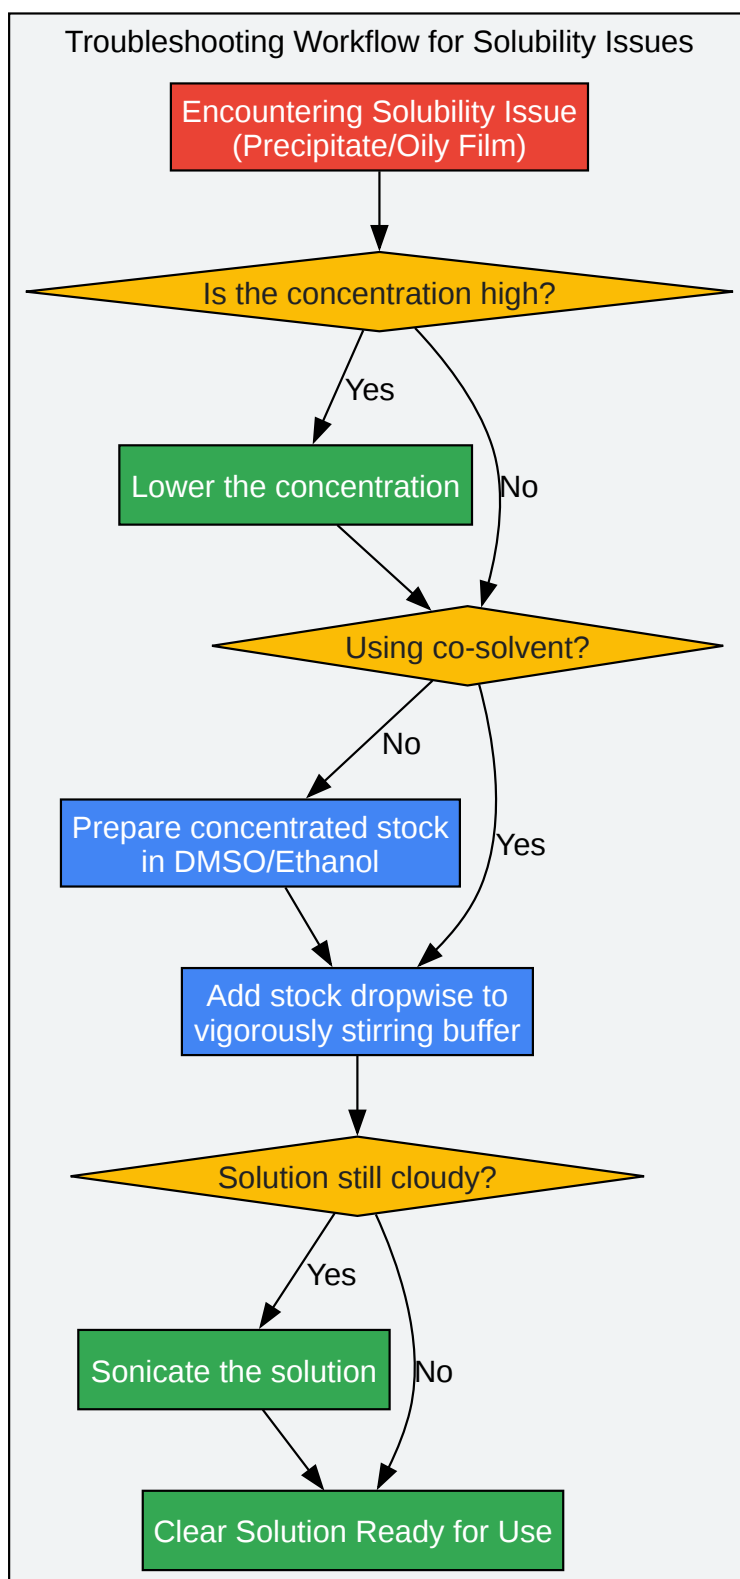 Troubleshooting Workflow for Solubility Issues
Encountering Solubility Issue
(Precipitate/Oily Film)
Is the concentration high?
Yes
Lower the concentration
No
Using co-solvent?
No
Prepare concentrated stock
in DMSO/Ethanol
Yes
Add stock dropwise to
vigorously stirring buffer
Solution still cloudy?
Yes
Sonicate the solution
No
Clear Solution Ready for Use